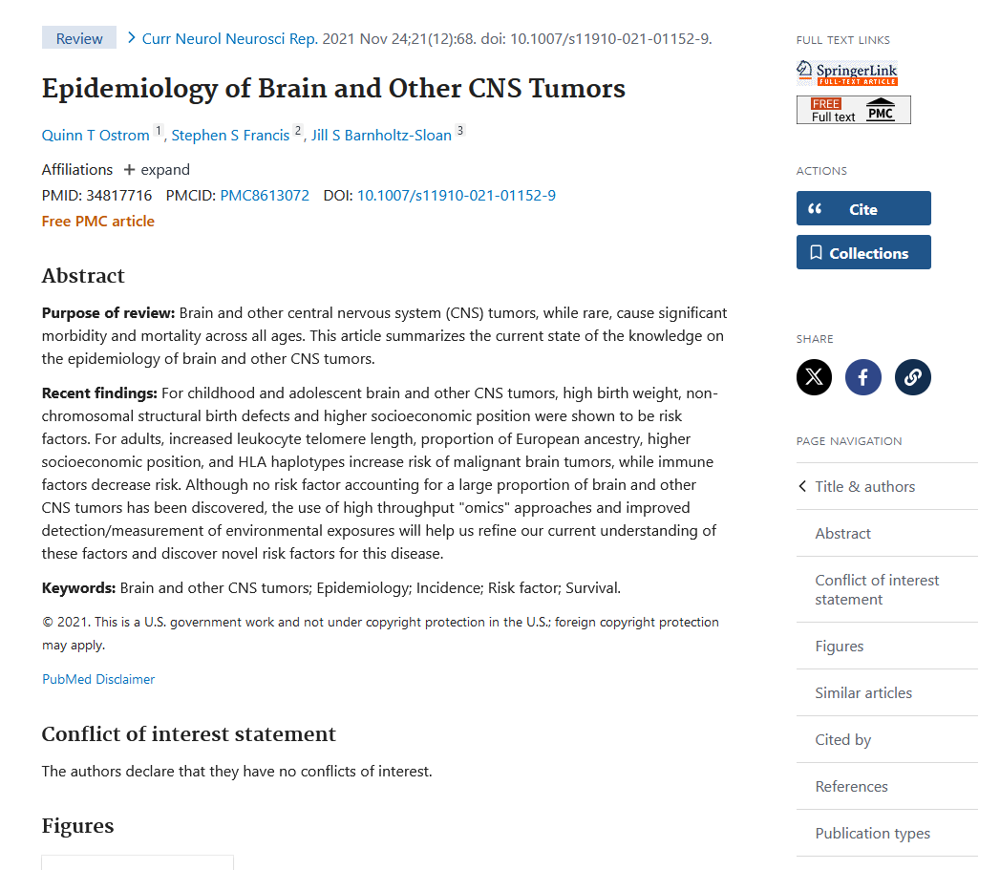 Review
Curr Neurol Neurosci Rep. 2021 Nov 24;21(12):68. doi: 10.1007/s11910-021-01152-9.
Epidemiology of Brain and Other CNS Tumors
Quinn T Ostrom 1, Stephen S Francis 2, Jill S Barnholtz-Sloan 3
Affiliations + expand
PMID: 34817716 PMCID: PMC8613072 DOI: 10.1007/s11910-021-01152-9
Free PMC article
Abstract
Purpose of review: Brain and other central nervous system (CNS) tumors, while rare, cause significant
morbidity and mortality across all ages. This article summarizes the current state of the knowledge on
the epidemiology of brain and other CNS tumors.
Recent findings: For childhood and adolescent brain and other CNS tumors, high birth weight, non-
chromosomal structural birth defects and higher socioeconomic position were shown to be risk
factors. For adults, increased leukocyte telomere length, proportion of European ancestry, higher
socioeconomic position, and HLA haplotypes increase risk of malignant brain tumors, while immune
factors decrease risk. Although no risk factor accounting for a large proportion of brain and other
CNS tumors has been discovered, the use of high throughput "omics" approaches and improved
detection/measurement of environmental exposures will help us refine our current understanding of
these factors and discover novel risk factors for this disease.
Keywords: Brain and other CNS tumors; Epidemiology; Incidence; Risk factor; Survival.
© 2021. This is a U.S. government work and not under copyright protection in the U.S.; foreign copyright protection
may apply.
PubMed Disclaimer
Conflict of interest statement
The authors declare that they have no conflicts of interest.
Figures
FULL TEXT LINKS
SpringerLink
FULL-TEXT ARTICLE
FREE
Full text PMC
ACTIONS
Cite
Collections
SHARE
PAGE NAVIGATION
Title & authors
Abstract
Conflict of interest
statement
Figures
Similar articles
Cited by
References
Publication types